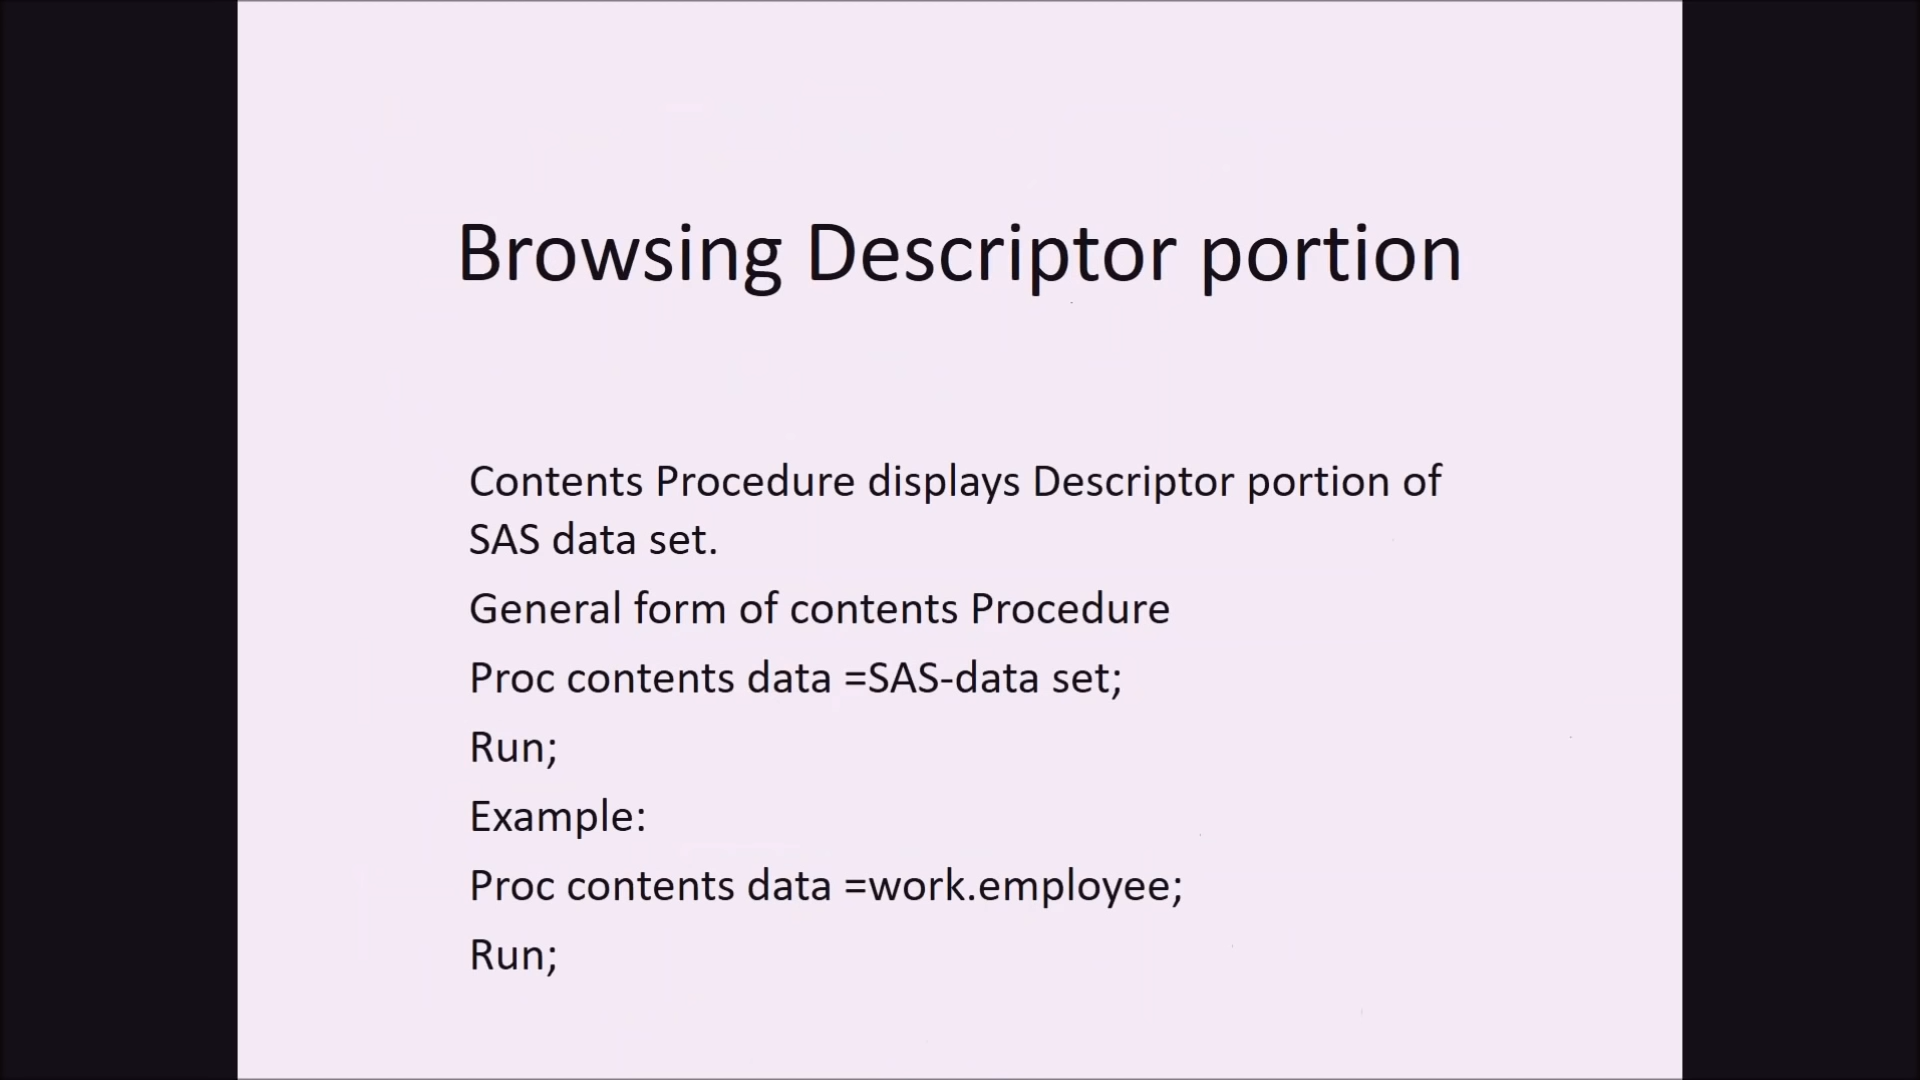 Browsing Descriptor portion
Contents Procedure displays Descriptor portion of
SAS data set.
General form of contents Procedure
Proc contents data =SAS-data set;
Run;
Example:
Proc contents data =work.employee;
Run;